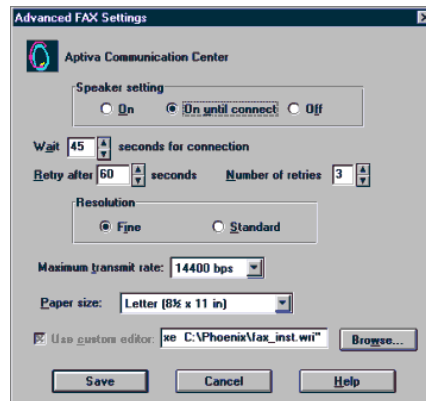 Advanced FAX Settings
Aptiva Communication Center
Speaker setting
On On until connect Off
Wait 45 seconds for connection
Retry after 60 seconds Number of retries 3
Resolution
Fine Standard
Maximum transmit rate: 14400 bps
Paper size: Letter (8½ x 11 in)
Use custom editor: xe C:\Phoenix\fax_inst.wri" Browse...
Save Cancel Help